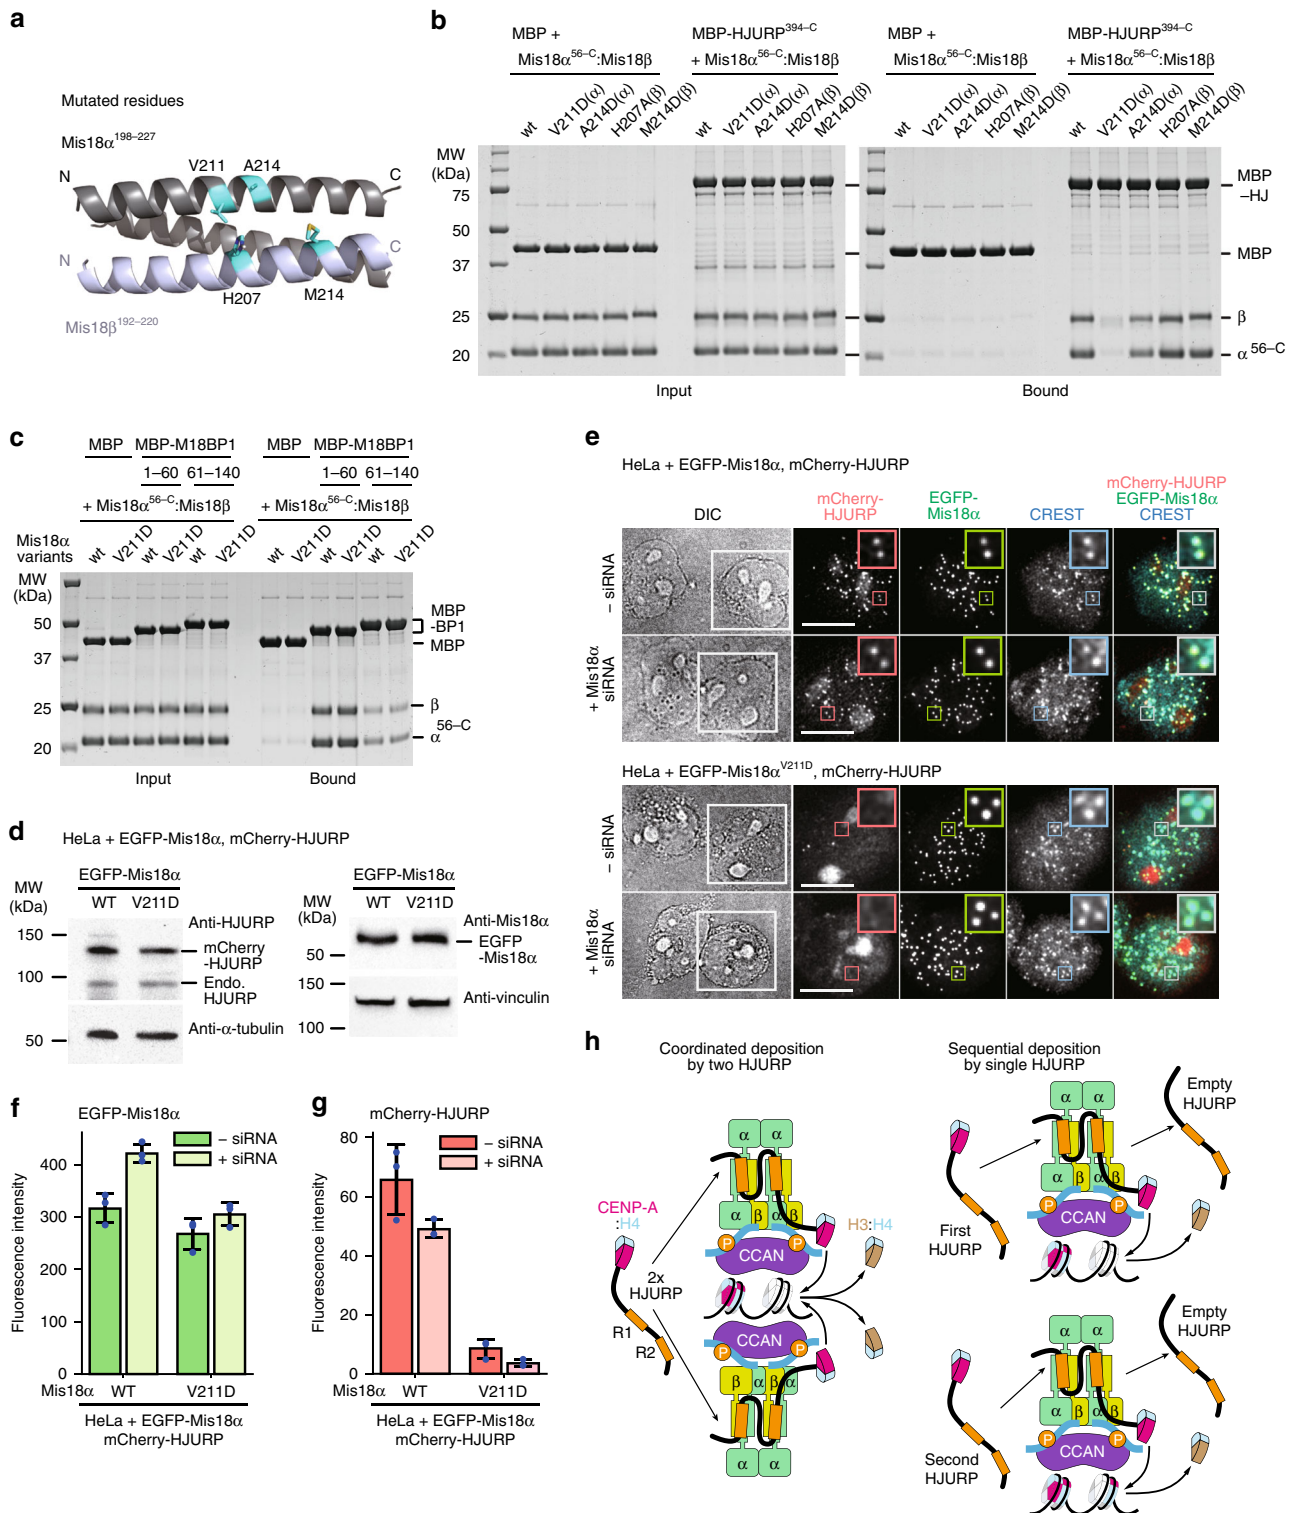 a
Mutated residues
Mis18α198–227
V211 A214
N C
N C
H207 M214
Mis18β192–220
b
MBP +
Mis18α56–C:Mis18β
MBP-HJURP394–C
+ Mis18α56–C:Mis18β
MBP +
Mis18α56–C:Mis18β
MBP-HJURP394–C
+ Mis18α56–C:Mis18β
wt V211D(α) A214D(α) H207A(β) M214D(β)
wt V211D(α) A214D(α) H207A(β) M214D(β)
wt V211D(α) A214D(α) H207A(β) M214D(β)
wt V211D(α) A214D(α) H207A(β) M214D(β)
MW
(kDa)
75
50
37
25
20
MBP
–HJ
MBP
β
α56–C
Input
Bound
c
MBP MBP-M18BP1 MBP MBP-M18BP1
1–60 61–140 1–60 61–140
+ Mis18α56–C:Mis18β + Mis18α56–C:Mis18β
Mis18α
variants
wt V211D wt V211D wt V211D wt V211D wt V211D wt V211D
MW
(kDa)
50
37
25
20
MBP
-BP1
MBP
β
56–C
α
Input Bound
d
HeLa + EGFP-Mis18α, mCherry-HJURP
EGFP-Mis18α
MW
(kDa)
WT V211D
Anti-HJURP
150
mCherry
-HJURP
100
Endo.
HJURP
Anti-α-tubulin
50
EGFP-Mis18α
MW
(kDa)
WT V211D
Anti-Mis18α
EGFP
-Mis18α
50
150
Anti-vinculin
100
e
HeLa + EGFP-Mis18α, mCherry-HJURP
DIC
mCherry-
HJURP
EGFP-
Mis18α
CREST
mCherry-HJURP
EGFP-Mis18α
CREST
– siRNA
+ Mis18α
siRNA
HeLa + EGFP-Mis18αV211D, mCherry-HJURP
– siRNA
+ Mis18α
siRNA
f
EGFP-Mis18α
– siRNA
+ siRNA
Fluorescence intensity
400
300
200
100
0
Mis18α WT V211D
HeLa + EGFP-Mis18α
mCherry-HJURP
g
mCherry-HJURP
– siRNA
+ siRNA
Fluorescence intensity
80
60
40
20
0
Mis18α WT V211D
HeLa + EGFP-Mis18α
mCherry-HJURP
h
Coordinated deposition
by two HJURP
α α
CENP-A
:H4
β β
α α
P P
CCAN
H3:H4
2x
HJURP
R1
R2
CCAN
P P
β α β α
α α
Sequential deposition
by single HJURP
α α
Empty
HJURP
α β α β
P P
CCAN
First
HJURP
α α
Empty
HJURP
α β α β
P P
CCAN
Second
HJURP